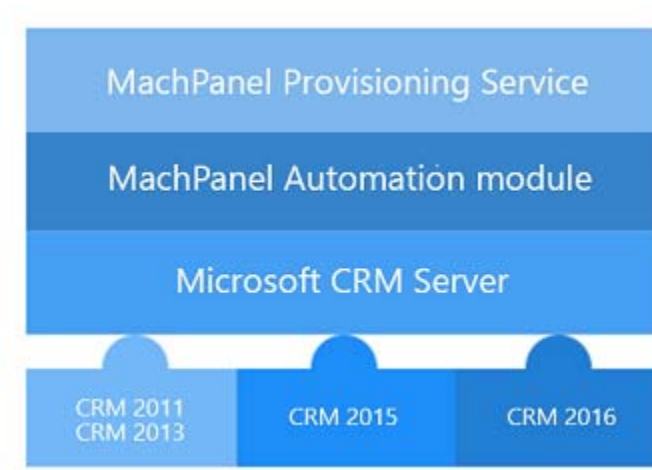 MachPanel Provisioning Service
MachPanel Automation module
Microsoft CRM Server
CRM 2011
CRM 2013
CRM 2015
CRM 2016